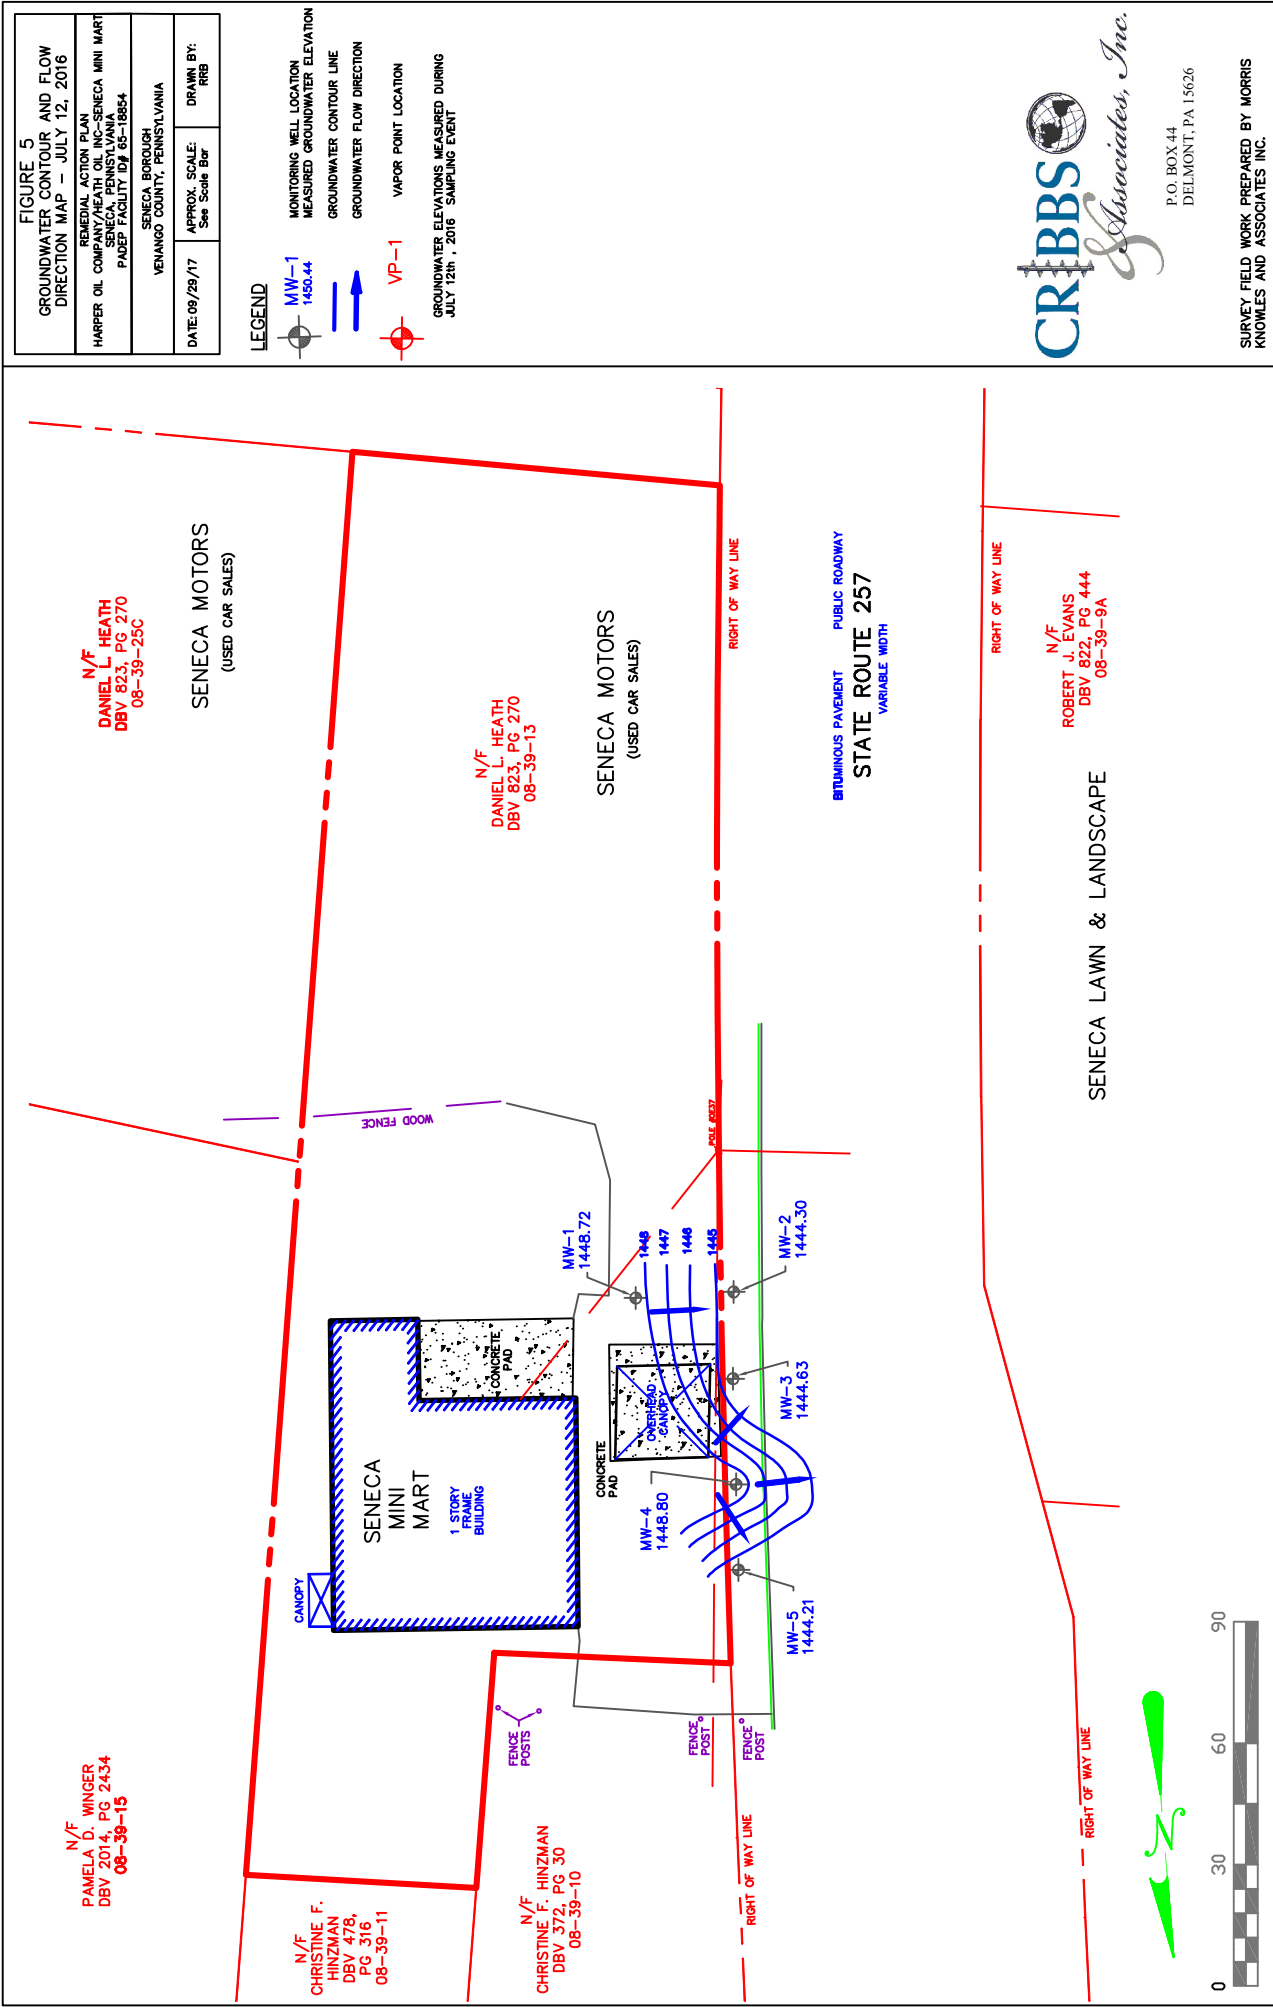 FIGURE 5
GROUNDWATER CONTOUR AND FLOW
DIRECTION MAP – JULY 12, 2016
REMEDIAL ACTION PLAN
HARPER OIL COMPANY/HEATH OIL INC-SENECA MINI MART
SENECA, PENNSYLVANIA
PADEP FACILITY ID# 65-18854
SENECA BOROUGH
VENANGO COUNTY, PENNSYLVANIA
DATE: 09/29/17
APPROX. SCALE:
See Scale Bar
DRAWN BY:
RRB
LEGEND
MW-1
1450.44
MONITORING WELL LOCATION
MEASURED GROUNDWATER ELEVATION
GROUNDWATER CONTOUR LINE
GROUNDWATER FLOW DIRECTION
VP-1
VAPOR POINT LOCATION
GROUNDWATER ELEVATIONS MEASURED DURING
JULY 12th , 2016 SAMPLING EVENT
CRIBBS
& Associates, Inc.
P.O. BOX 44
DELMONT, PA 15626
SURVEY FIELD WORK PREPARED BY MORRIS
KNOWLES AND ASSOCIATES INC.
N/F
DANIEL L. HEATH
DBV 823, PG 270
08-39-25C
SENECA MOTORS
(USED CAR SALES)
N/F
DANIEL L. HEATH
DBV 823, PG 270
08-39-13
SENECA MOTORS
(USED CAR SALES)
RIGHT OF WAY LINE
BITUMINOUS PAVEMENT
PUBLIC ROADWAY
STATE ROUTE 257
VARIABLE WIDTH
RIGHT OF WAY LINE
N/F
ROBERT J. EVANS
DBV 822, PG 444
08-39-9A
SENECA LAWN & LANDSCAPE
WOOD FENCE
POLE
MW-1
1448.72
1448
1447
1446
1445
MW-2
1444.30
MW-3
1444.63
CONCRETE
PAD
OVERHEAD
CANOPY
CONCRETE
PAD
SENECA
MINI
MART
1 STORY
FRAME
BUILDING
CANOPY
MW-4
1448.80
MW-5
1444.21
FENCE
POSTS
FENCE
POST
FENCE
POST
N/F
PAMELA D. WINGER
DBV 2014, PG 2434
08-39-15
N/F
CHRISTINE F.
HINZMAN
DBV 478,
PG 316
08-39-11
N/F
CHRISTINE F. HINZMAN
DBV 372, PG 30
08-39-10
RIGHT OF WAY LINE
RIGHT OF WAY LINE
N
0
30
60
90